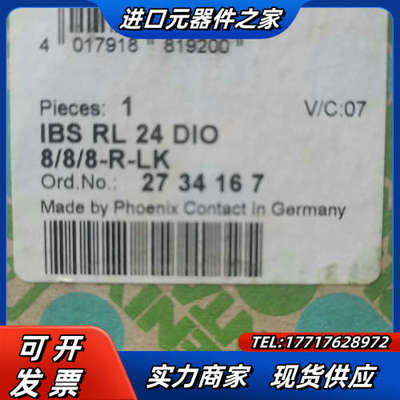 进口元器件之家
4 017918 819200
Pieces: 1
V/C:07
IBS RL 24 DIO
8/8/8-R-LK
Ord.No.: 27 34 16 7
Made by Phoenix Contact in Germany
可开发票
TEL:17717628972
实力商家 现货供应